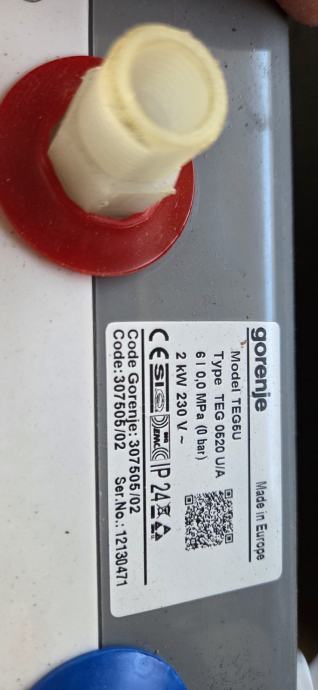 gorenje
Made in Europe
Model TEG5U
Type TEG 0520 U/A
6 l 0,0 MPa (0 bar)
2 kW 230 V ~
IP 24
Code Gorenje: 307505/02
Code: 307505/02 Ser.No.: 12130471